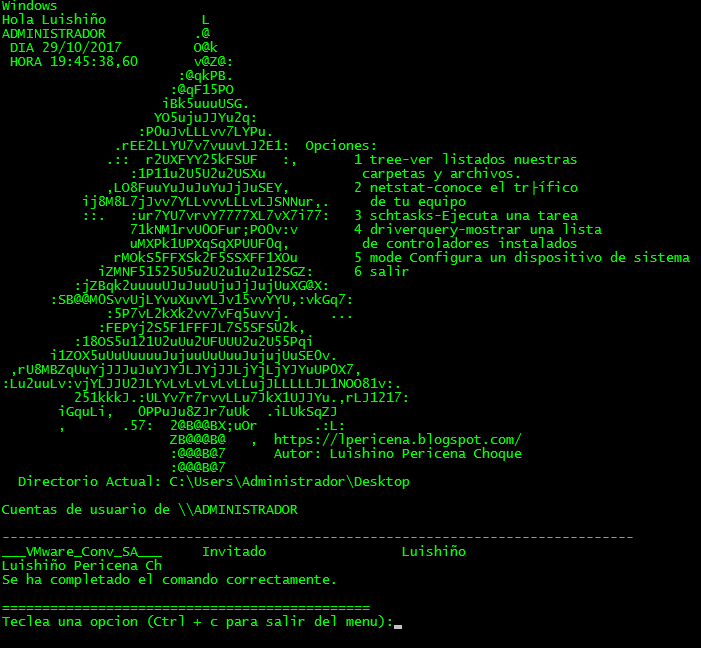 Windows
Hola Luishiño L
ADMINISTRADOR .@
DIA 29/10/2017 O@k
HORA 19:45:38,60 v@Z@:
:@qkPB.
:@qF15PO
iBk5uuuUSG.
YO5ujuJJYu2q:
:POuJvLLLvv7LYPu.
.rEE2LLYU7v7vuuvLJ2E1: Opciones:
.:: r2UXFYY25kFSUF :, 1 tree-ver listados nuestras
:1P11u2U5U2u2USXu carpetas y archivos.
,LO8FuuYuJuJuYuJjJuSEY, 2 netstat-conoce el tr├ífico
ij8M8L7jJvv7YLLvvvLLLvLJSNNur,. de tu equipo
::. :ur7YU7vrvY7777XL7vX7i77: 3 schtasks-Ejecuta una tarea
71kNM1rvUOOFur;POOv:v 4 driverquery-mostrar una lista
uMXPk1UPXqSqXPUUFOq, de controladores instalados
rMOkS5FFXSk2F5SSXFF1XOu 5 mode Configura un dispositivo de sistema
iZMNF51525U5u2U2u1u2u12SGZ: 6 salir
:jZBqk2uuuuUJuJuuUjuJjJujUuXG@X:
:SB@@MOSvvUjLYvuXuvYLJv15vvYYU,:vkGq7:
:5P7vL2kXk2vv7vFq5uvvj. ...
:FEPYj2S5F1FFFJL7S5SFSU2k,
:18OS5u121U2uUu2UFUUU2u2U55Pqi
i1ZOX5uUuUuuuuJujuuUuUuuJujujUuSEOv.
,rU8MBZqUuYjJJJuJuYJYJLJYjJJLjYjLjYJYuUPOX7,
:Lu2uuLv:vjYLJJU2JLYvLvLvLvLvLLujJLLLLLJL1NOO81v:.
251kkkJ.:ULYv7r7rvvLLu7JkX1UJJYu.,rLJ1217:
iGquLi, OPPuJu8ZJr7uUk .iLUkSqZJ
, .57: 2@B@@BX;uOr .:L:
ZB@@@B@ , https://lpericena.blogspot.com/
:@@@B@7 Autor: Luishino Pericena Choque
:@@@B@7
Directorio Actual: C:\Users\Administrador\Desktop
Cuentas de usuario de \\ADMINISTRADOR
-------------------------------------------------------------------------------
___VMware_Conv_SA___ Invitado Luishiño
Luishiño Pericena Ch
Se ha completado el comando correctamente.
==============================================
Teclea una opcion (Ctrl + c para salir del menu):